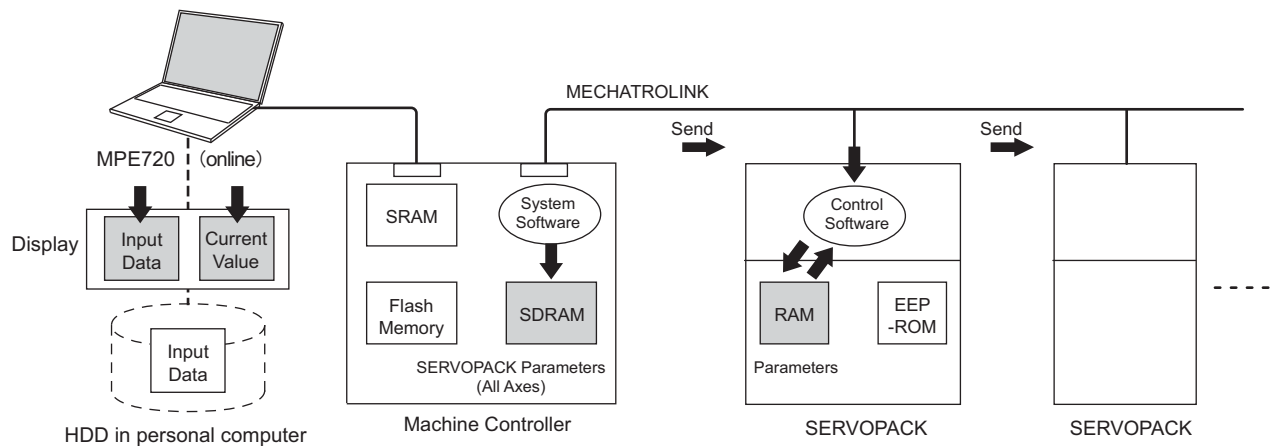 MECHATROLINK
Send
Send
MPE720 (online)
Display
Input
Data
Current
Value
Input
Data
HDD in personal computer
SRAM
System
Software
Flash
Memory
SDRAM
SERVOPACK Parameters
(All Axes)
Machine Controller
Control
Software
RAM
EEP
-ROM
Parameters
SERVOPACK
SERVOPACK